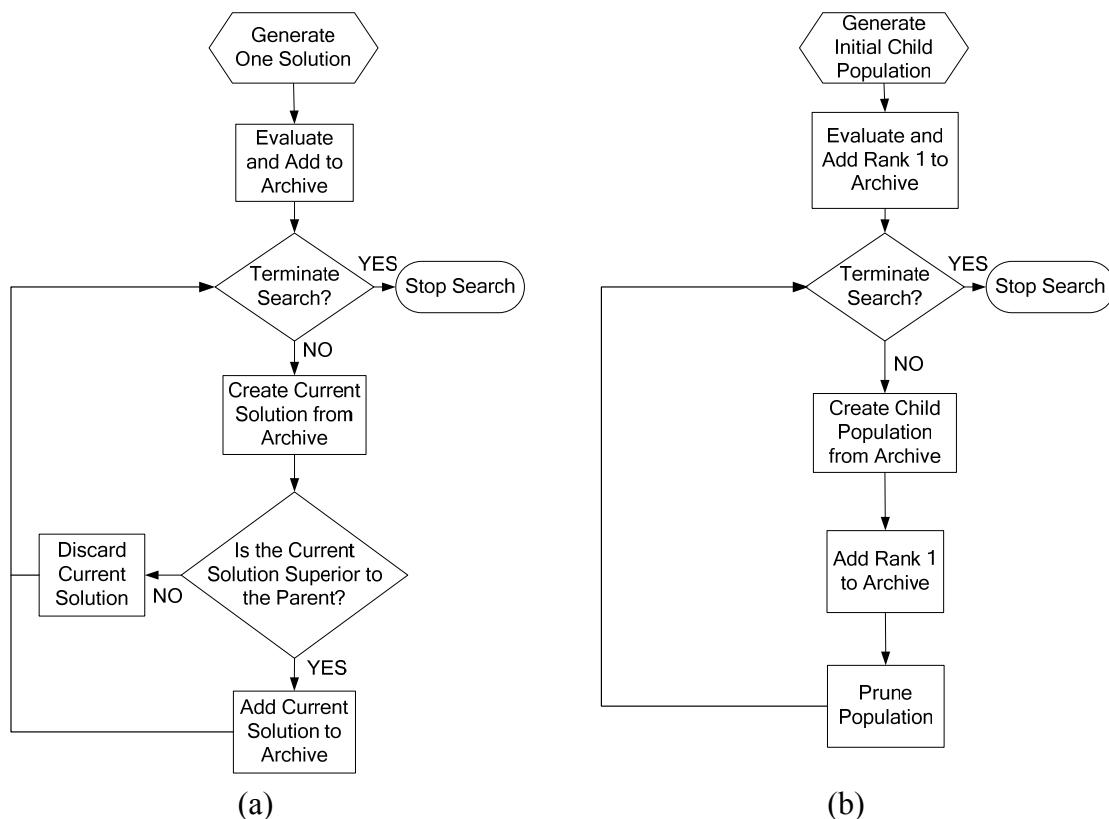 Generate
One Solution
Evaluate
and Add to
Archive
Terminate
Search?
YES
Stop Search
NO
Create Current
Solution from
Archive
Is the Current
Solution Superior to
the Parent?
NO
Discard
Current
Solution
YES
Add Current
Solution to
Archive
(a)
Generate
Initial Child
Population
Evaluate and
Add Rank 1 to
Archive
Terminate
Search?
YES
Stop Search
NO
Create Child
Population
from Archive
Add Rank 1
to Archive
Prune
Population
(b)